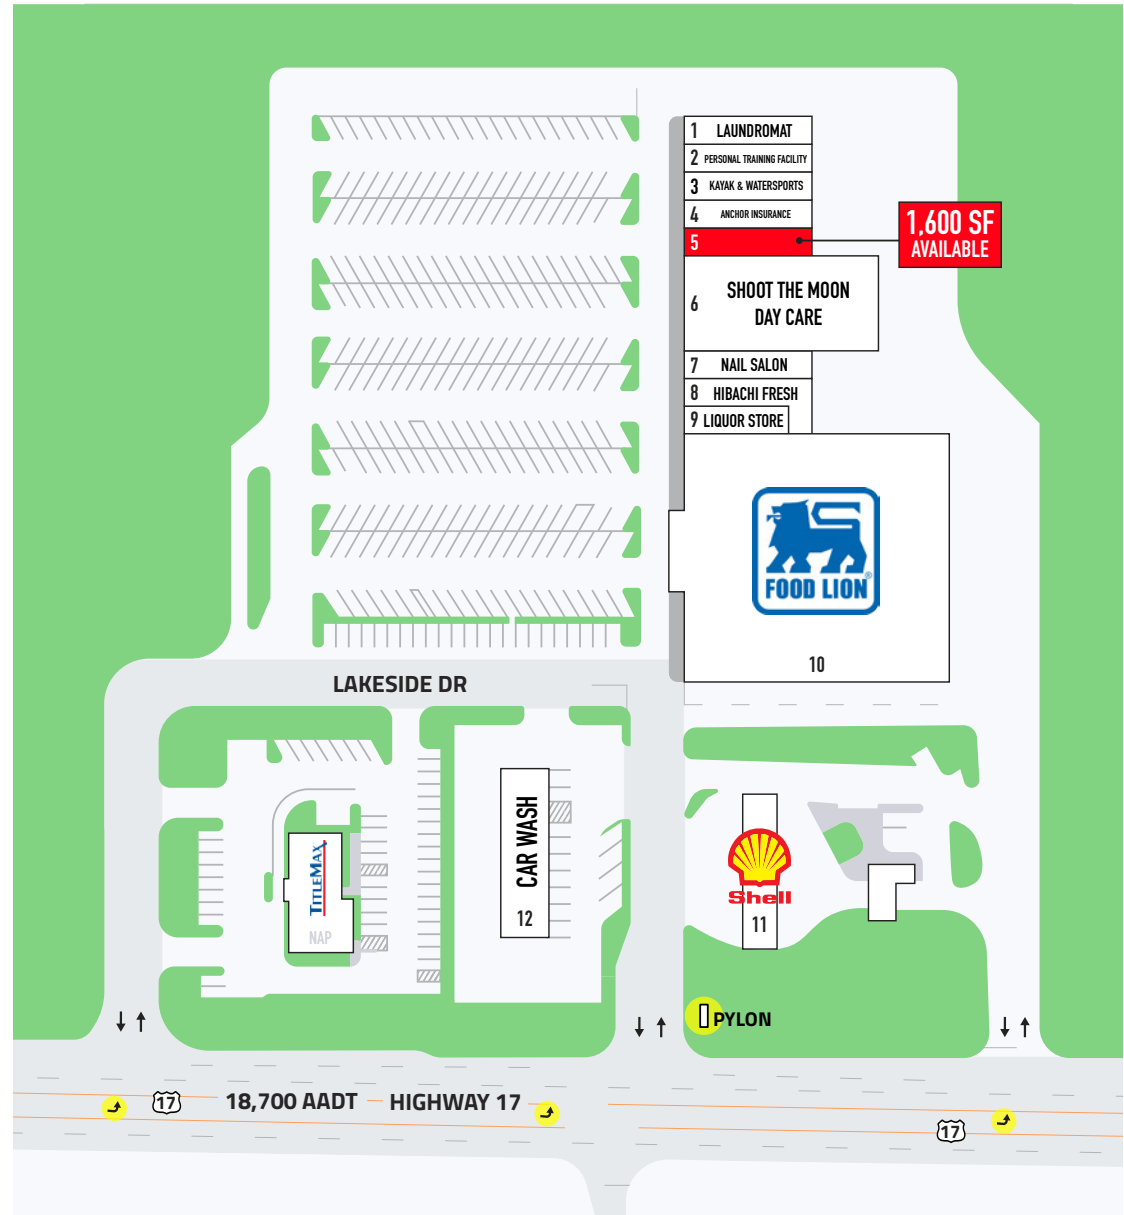 1 LAUNDROMAT
2 PERSONAL TRAINING FACILITY
3 KAYAK & WATERSPORTS
4 ANCHOR INSURANCE
5
1,600 SF
AVAILABLE
6 SHOOT THE MOON
DAY CARE
7 NAIL SALON
8 HIBACHI FRESH
9 LIQUOR STORE
FOOD LION®
10
LAKESIDE DR
TITLEMAX
NAP
CAR WASH
12
Shell
11
PYLON
17
18,700 AADT
HIGHWAY 17
17